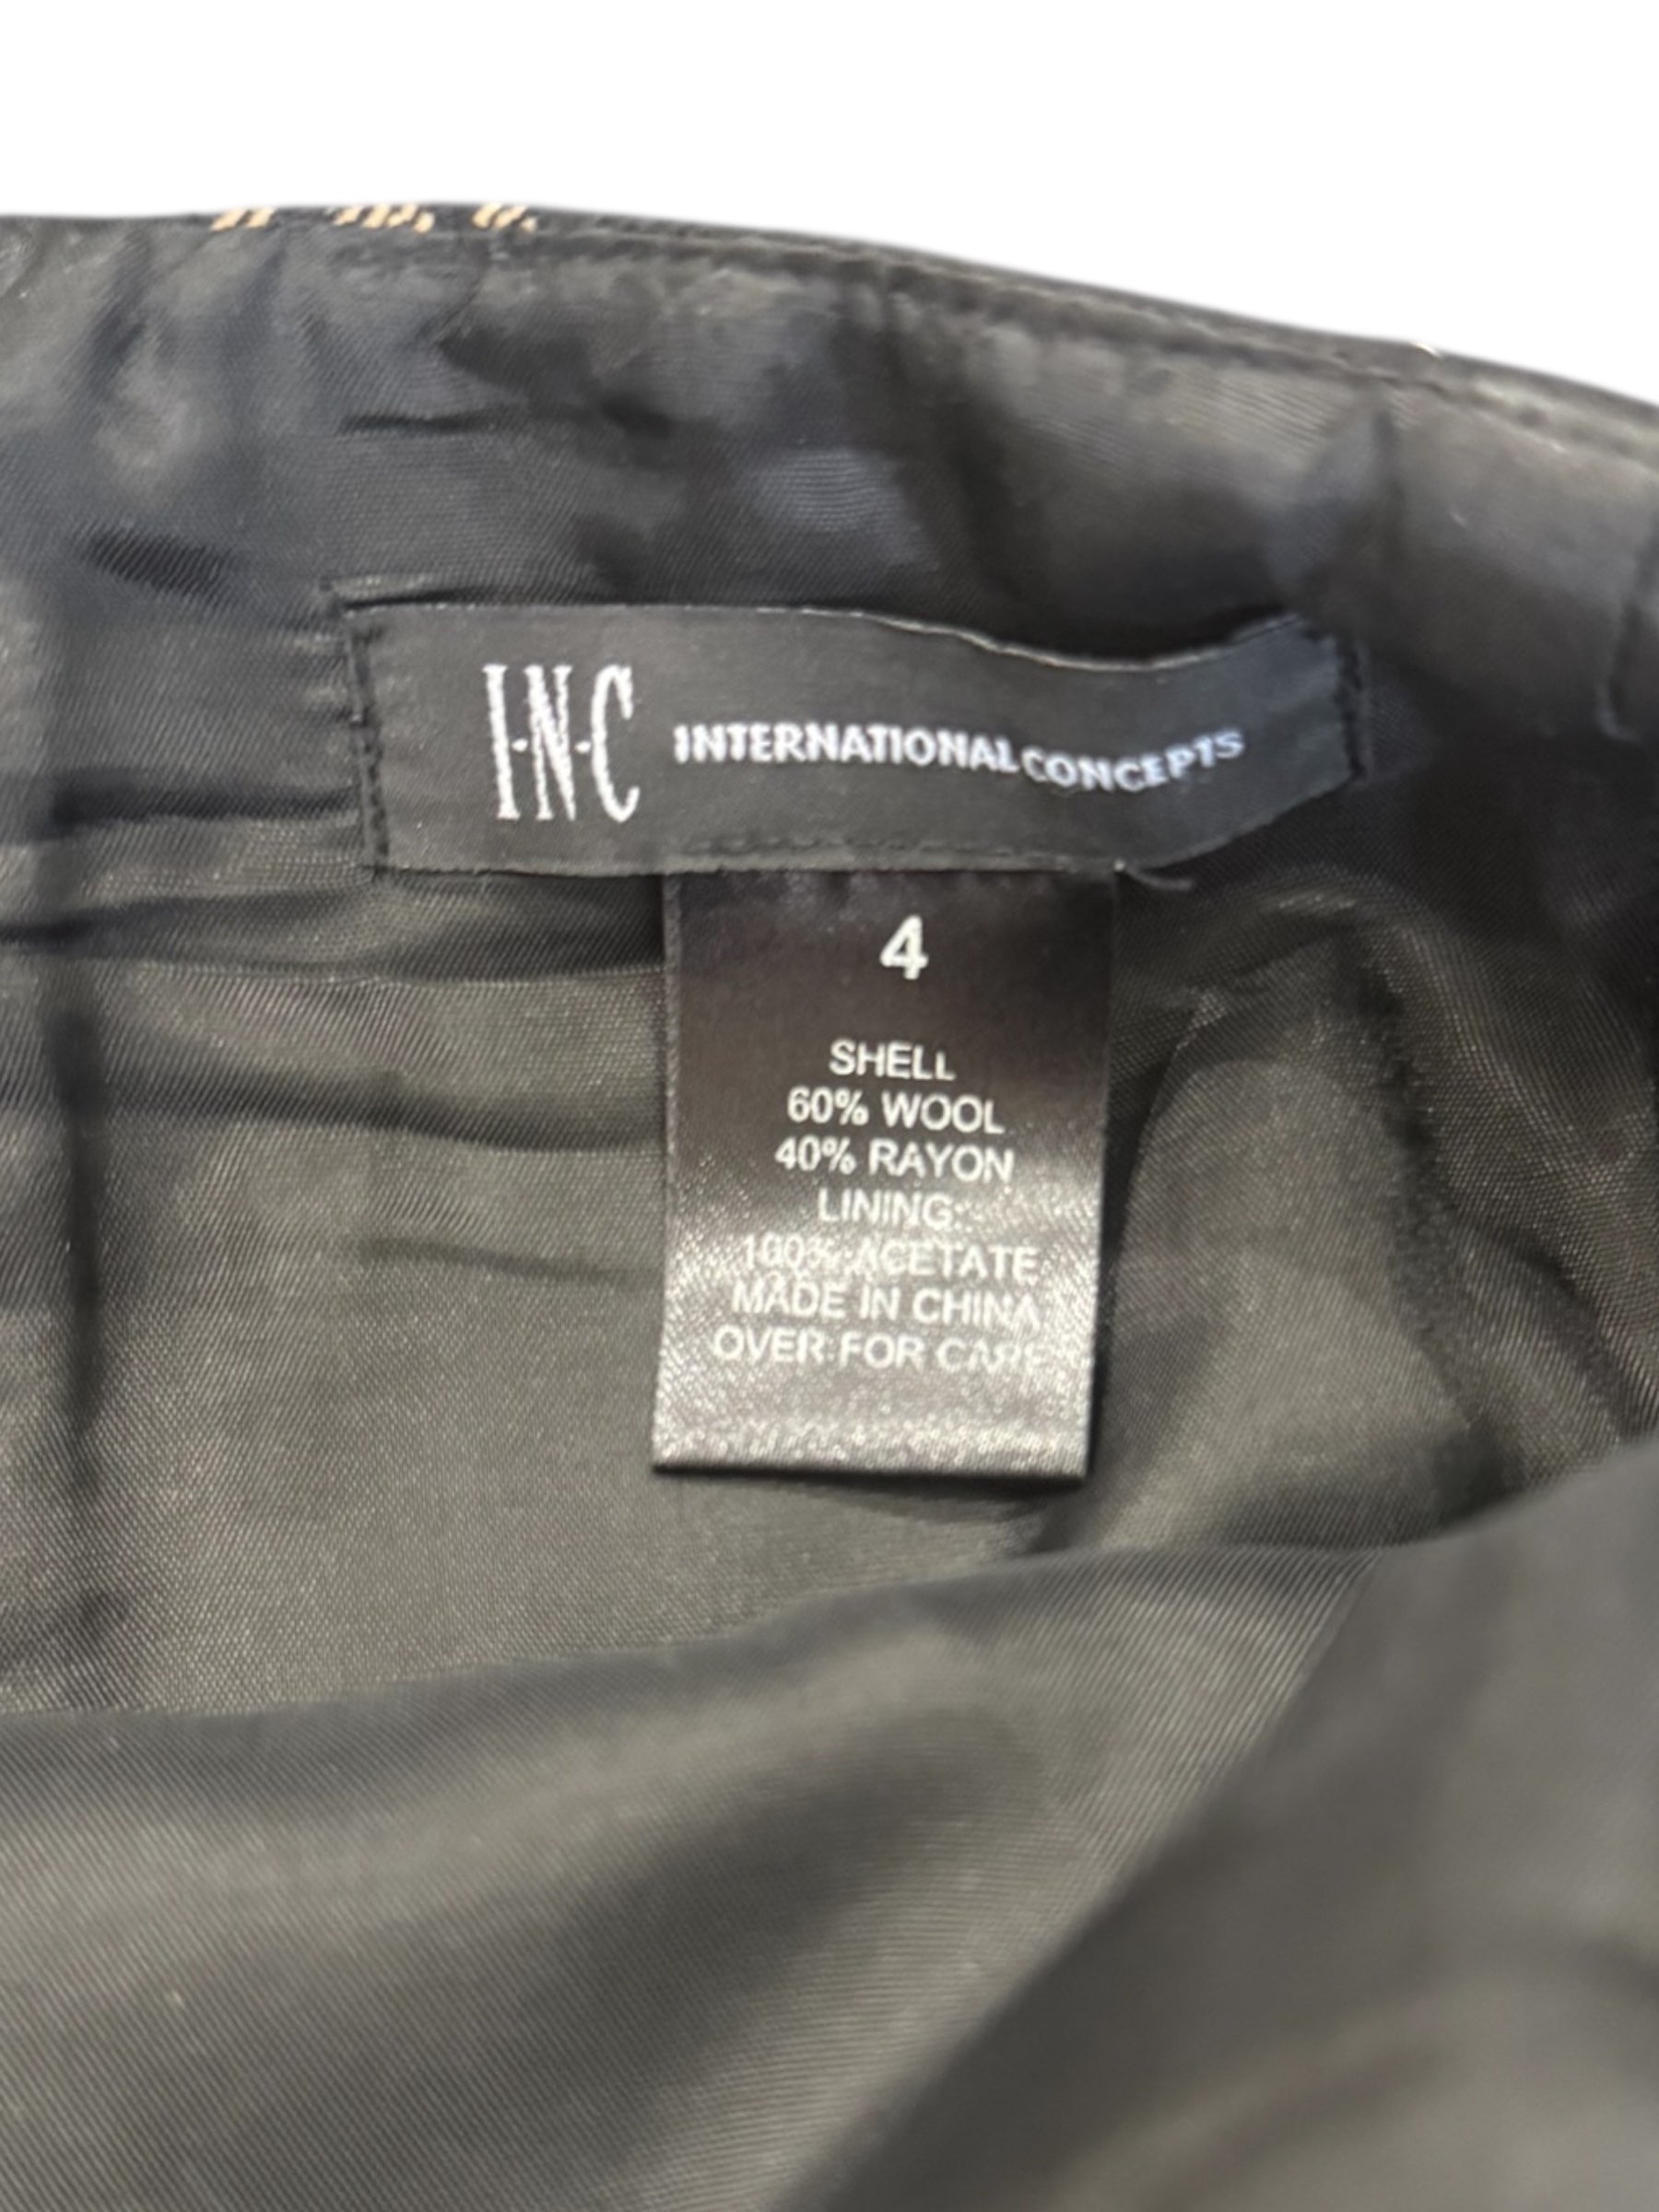 I·N·C INTERNATIONAL CONCEPTS
4
SHELL
60% WOOL
40% RAYON
LINING:
100% ACETATE
MADE IN CHINA
OVER FOR CARE